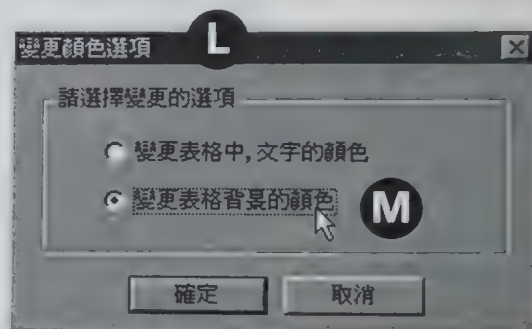 變更顏色選項
L
諸選擇變更的選項
變更表格中,文字的顏色
變更表格背景的顏色
M
確定
取消